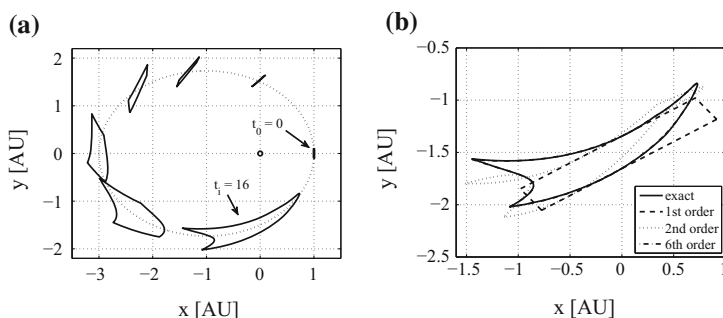 (a)
2
1
0
−1
−2
y [AU]
t₀ = 0
tᵢ = 16
−3 −2 −1 0 1
x [AU]
(b)
−0.5
−1
−1.5
−2
−2.5
y [AU]
exact
1st order
2nd order
6th order
−1.5 −1 −0.5 0 0.5
x [AU]